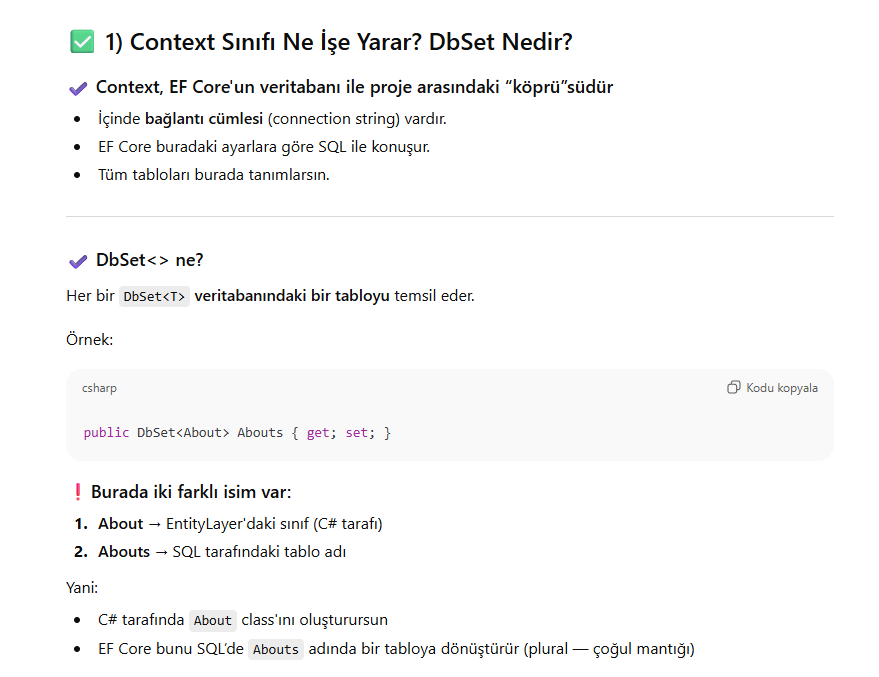 ✅ 1) Context Sınıfı Ne İşe Yarar? DbSet Nedir?
✔ Context, EF Core'un veritabanı ile proje arasındaki “köprü”südür
• İçinde bağlantı cümlesi (connection string) vardır.
• EF Core buradaki ayarlara göre SQL ile konuşur.
• Tüm tabloları burada tanımlarsın.
✔ DbSet<> ne?
Her bir DbSet<T> veritabanındaki bir tabloyu temsil eder.
Örnek:
csharp
Kodu kopyala
public DbSet<About> Abouts { get; set; }
❗ Burada iki farklı isim var:
1. About → EntityLayer'daki sınıf (C# tarafı)
2. Abouts → SQL tarafındaki tablo adı
Yani:
• C# tarafında About class'ını oluşturursun
• EF Core bunu SQL’de Abouts adında bir tabloya dönüştürür (plural — çoğul mantığı)